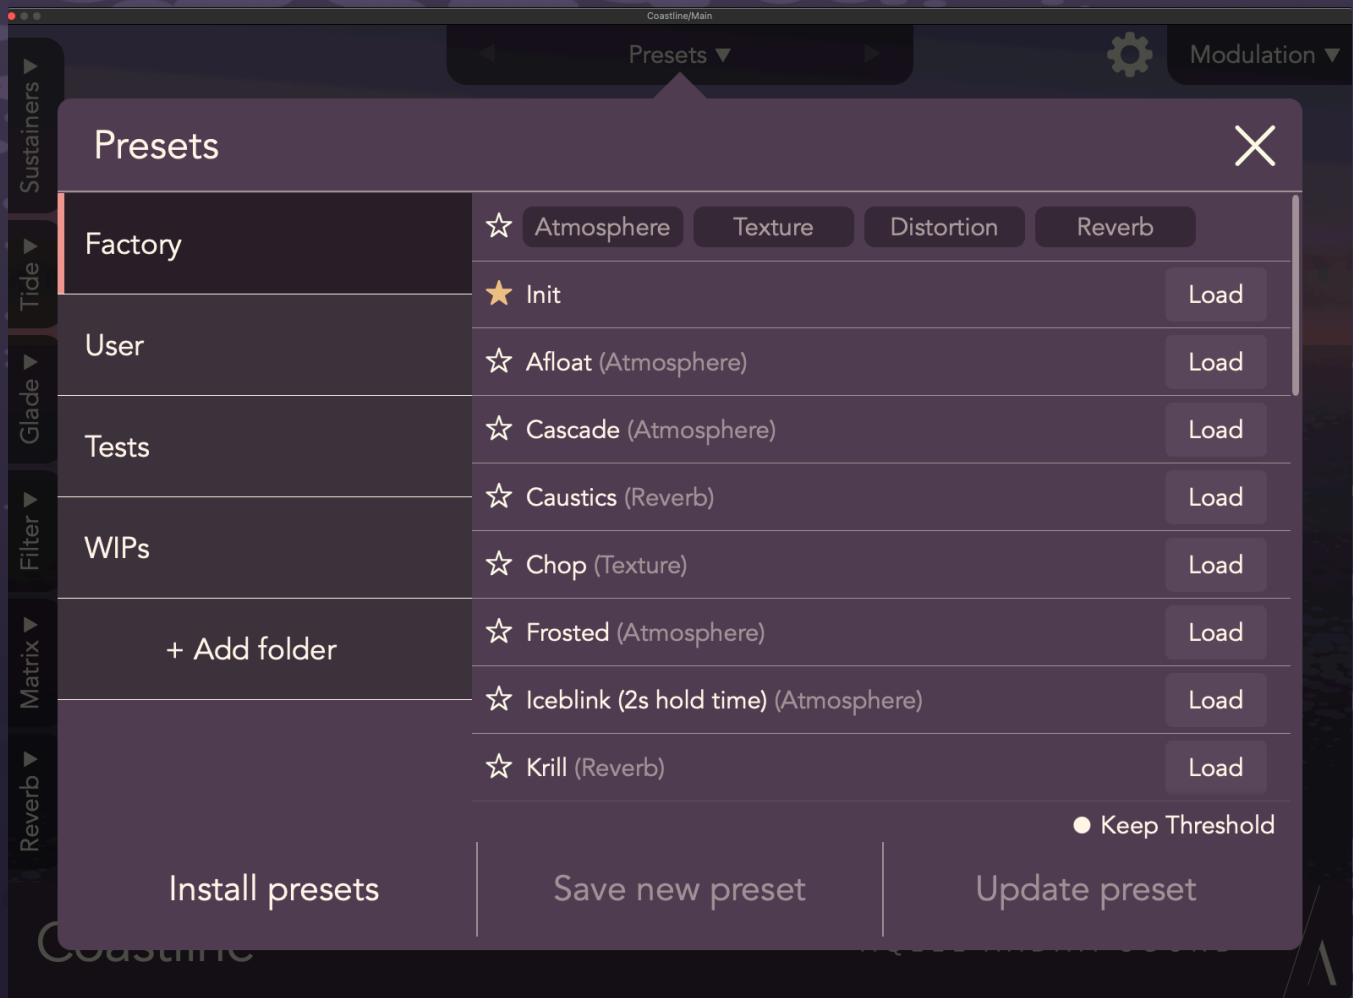 Coastline/Main
Presets ▼
Modulation ▼
Sustainers ▼
Tide ▼
Glade ▼
Filter ▼
Matrix ▼
Reverb ▼
Presets
Factory
User
Tests
WIPs
+ Add folder
Atmosphere Texture Distortion Reverb
Init Load
Afloat (Atmosphere) Load
Cascade (Atmosphere) Load
Caustics (Reverb) Load
Chop (Texture) Load
Frosted (Atmosphere) Load
Iceblink (2s hold time) (Atmosphere) Load
Krill (Reverb) Load
Keep Threshold
Install presets Save new preset Update preset
Coastline